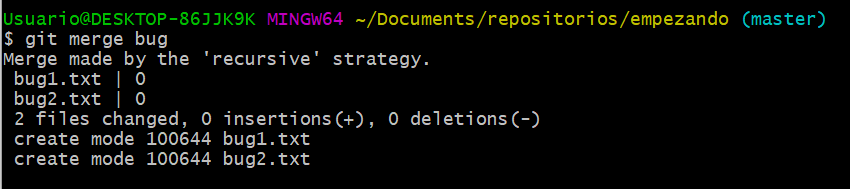 Usuario@DESKTOP-86JJK9K MINGW64 ~/Documents/repositorios/empezando (master)
$ git merge bug
Merge made by the 'recursive' strategy.
 bug1.txt | 0
 bug2.txt | 0
 2 files changed, 0 insertions(+), 0 deletions(-)
 create mode 100644 bug1.txt
 create mode 100644 bug2.txt